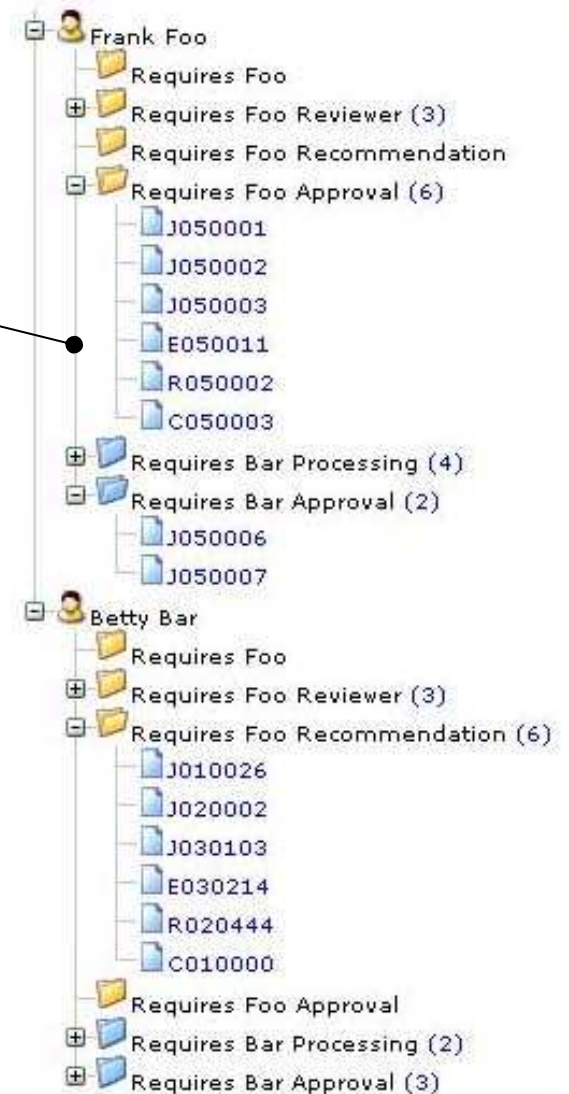 Frank Foo
Requires Foo
Requires Foo Reviewer (3)
Requires Foo Recommendation
Requires Foo Approval (6)
J050001
J050002
J050003
E050011
R050002
C050003
Requires Bar Processing (4)
Requires Bar Approval (2)
J050006
J050007
Betty Bar
Requires Foo
Requires Foo Reviewer (3)
Requires Foo Recommendation (6)
J010026
J020002
J030103
E030214
R020444
C010000
Requires Foo Approval
Requires Bar Processing (2)
Requires Bar Approval (3)